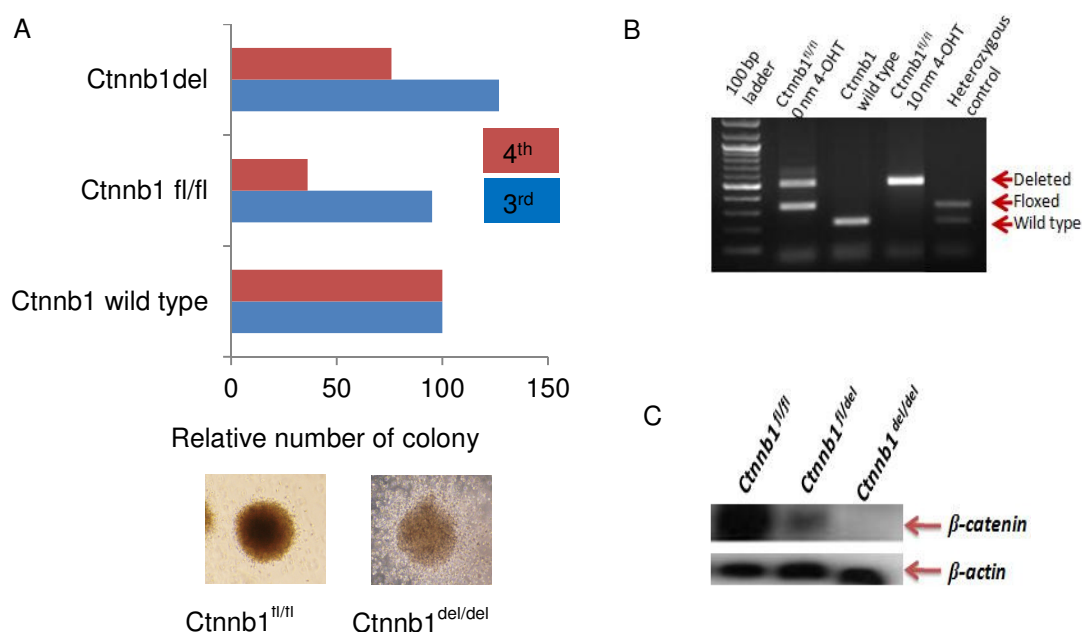 A
Ctnnb1del
Ctnnb1 fl/fl
Ctnnb1 wild type
4th
3rd
0 50 100 150
Relative number of colony
Ctnnb1fl/fl
Ctnnb1del/del
B
100 bp
ladder
Ctnnb1fl/fl
0 nm 4-OHT
Ctnnb1
wild type
Ctnnb1fl/fl
10 nm 4-OHT
Heterozygous
control
Deleted
Floxed
Wild type
C
Ctnnb1fl/fl
Ctnnb1fl/del
Ctnnb1del/del
β-catenin
β-actin